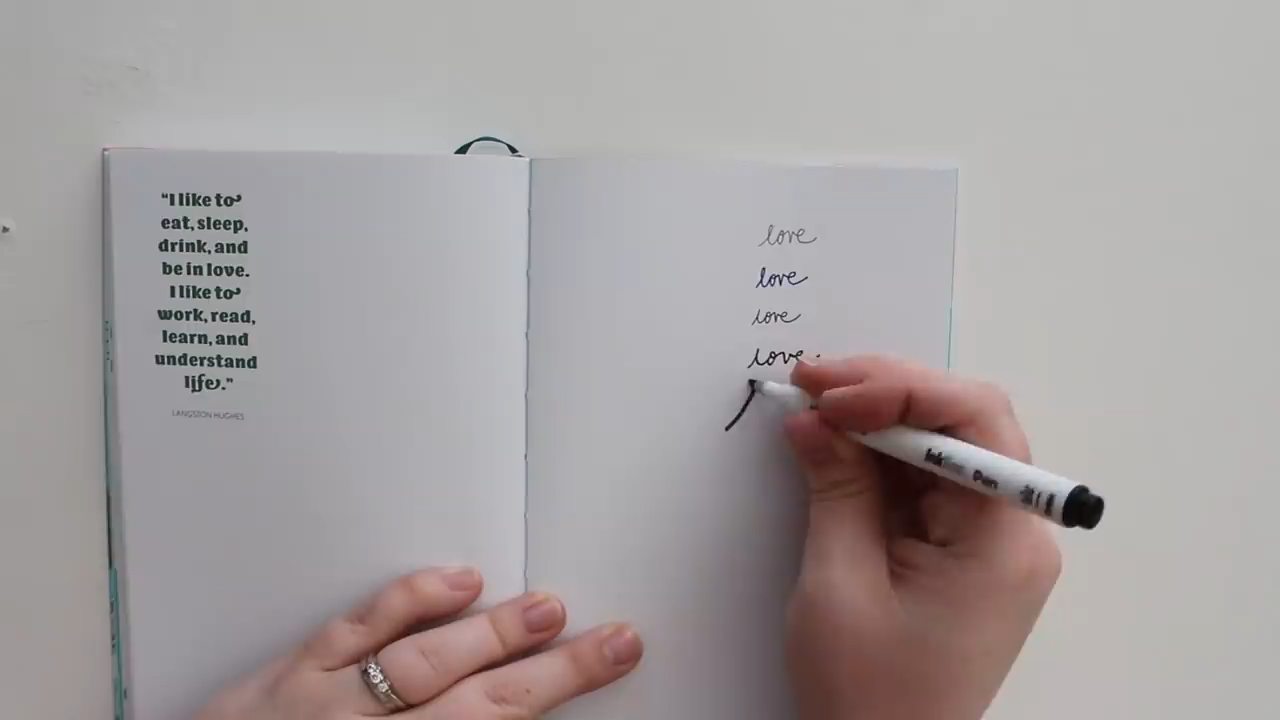 "I like to
eat, sleep,
drink, and
be in love.
I like to
work, read,
learn, and
understand
life."
LANGSTON HUGHES
love
love
love
love
Pen